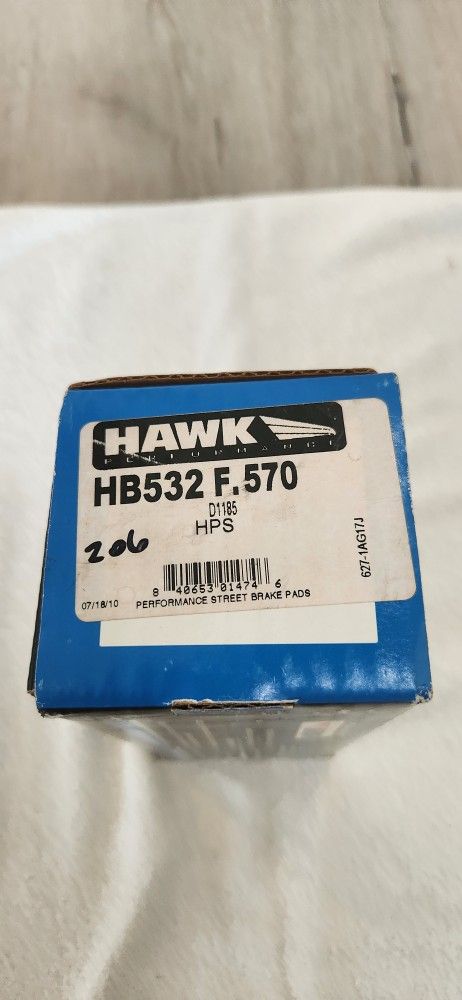 HAWK
PERFORMANCE
HB532 F.570
D1185
HPS
206
627-1AG17J
8 40653 01474 6
07/18/10 PERFORMANCE STREET BRAKE PADS